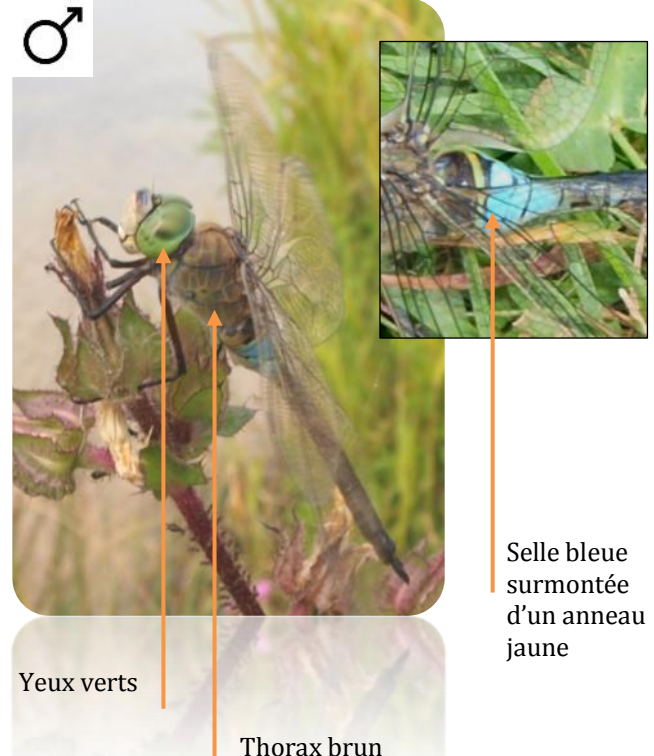 Yeux verts
Thorax brun
Selle bleue
surmontée
d'un anneau
jaune